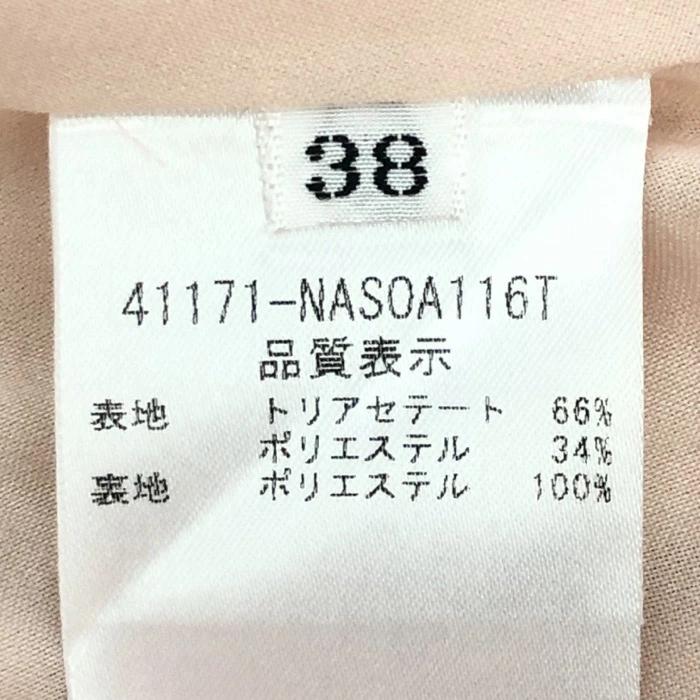 38
41171-NASOA116T
品質表示
表地 トリアセテート 66%
ポリエステル 34%
裏地 ポリエステル 100%